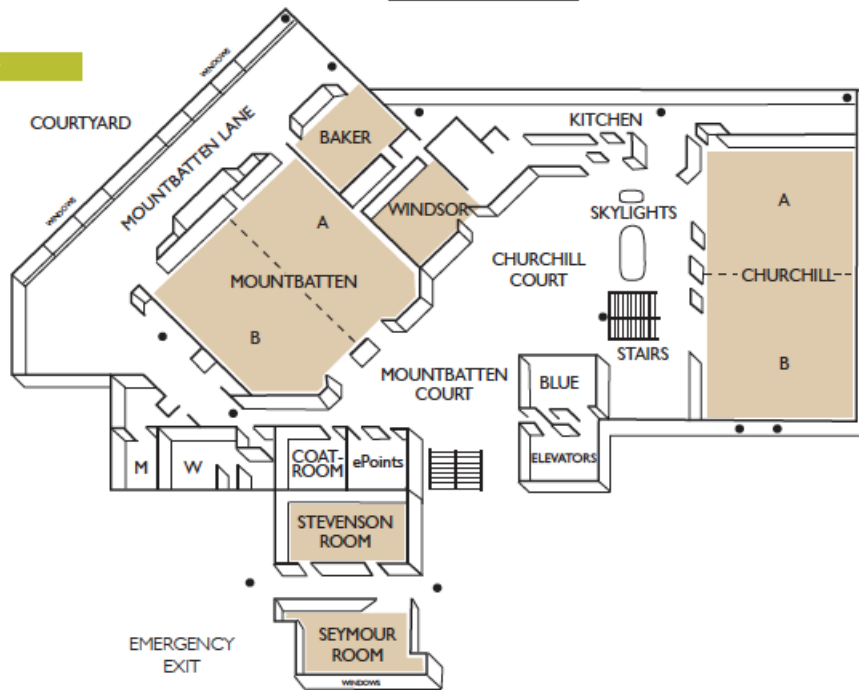 WINDOWS
COURTYARD
MOUNTBATTEN LANE
WINDOWS
BAKER
KITCHEN
A
WINDSOR
SKYLIGHTS
A
CHURCHILL
COURT
MOUNTBATTEN
CHURCHILL
B
STAIRS
B
MOUNTBATTEN
COURT
BLUE
M
W
COAT-
ROOM
ePoints
ELEVATORS
STEVENSON
ROOM
EMERGENCY
EXIT
SEYMOUR
ROOM
WINDOWS